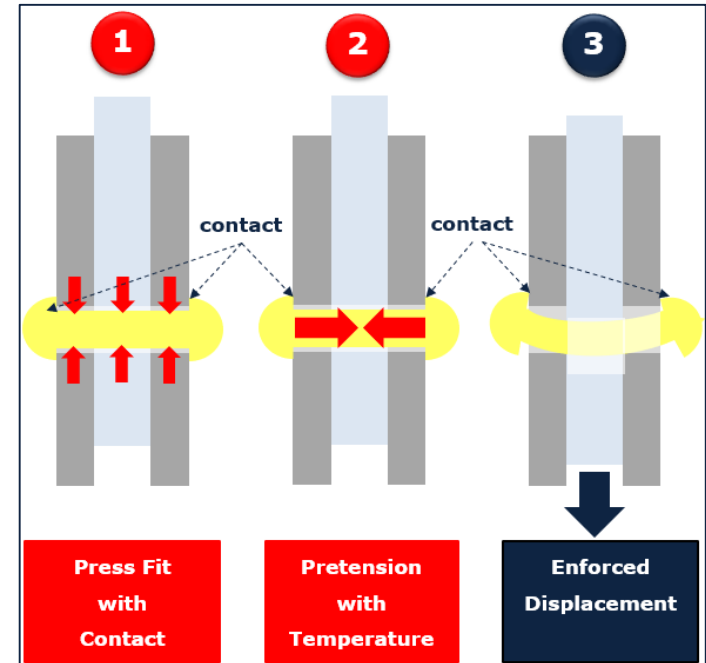 1
2
3
contact
contact
Press Fit
with
Contact
Pretension
with
Temperature
Enforced
Displacement